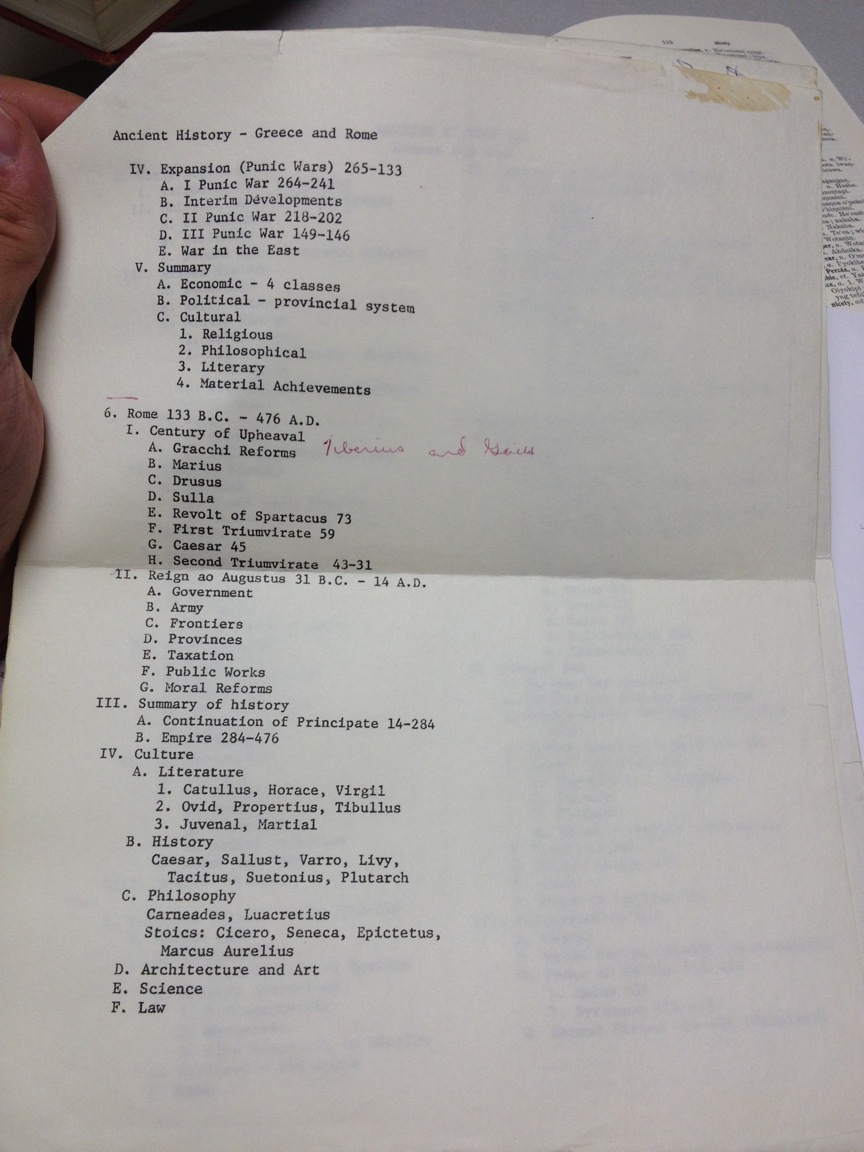 Ancient History - Greece and Rome
IV. Expansion (Punic Wars) 265-133
A. I Punic War 264-241
B. Interim Developments
C. II Punic War 218-202
D. III Punic War 149-146
E. War in the East
V. Summary
A. Economic - 4 classes
B. Political - provincial system
C. Cultural
1. Religious
2. Philosophical
3. Literary
4. Material Achievements
6. Rome 133 B.C. - 476 A.D.
I. Century of Upheaval
A. Gracchi Reforms Tiberius and Gaius
B. Marius
C. Drusus
D. Sulla
E. Revolt of Spartacus 73
F. First Triumvirate 59
G. Caesar 45
H. Second Triumvirate 43-31
II. Reign ao Augustus 31 B.C. - 14 A.D.
A. Government
B. Army
C. Frontiers
D. Provinces
E. Taxation
F. Public Works
G. Moral Reforms
III. Summary of history
A. Continuation of Principate 14-284
B. Empire 284-476
IV. Culture
A. Literature
1. Catullus, Horace, Virgil
2. Ovid, Propertius, Tibullus
3. Juvenal, Martial
B. History
Caesar, Sallust, Varro, Livy,
Tacitus, Suetonius, Plutarch
C. Philosophy
Carneades, Luacretius
Stoics: Cicero, Seneca, Epictetus,
Marcus Aurelius
D. Architecture and Art
E. Science
F. Law